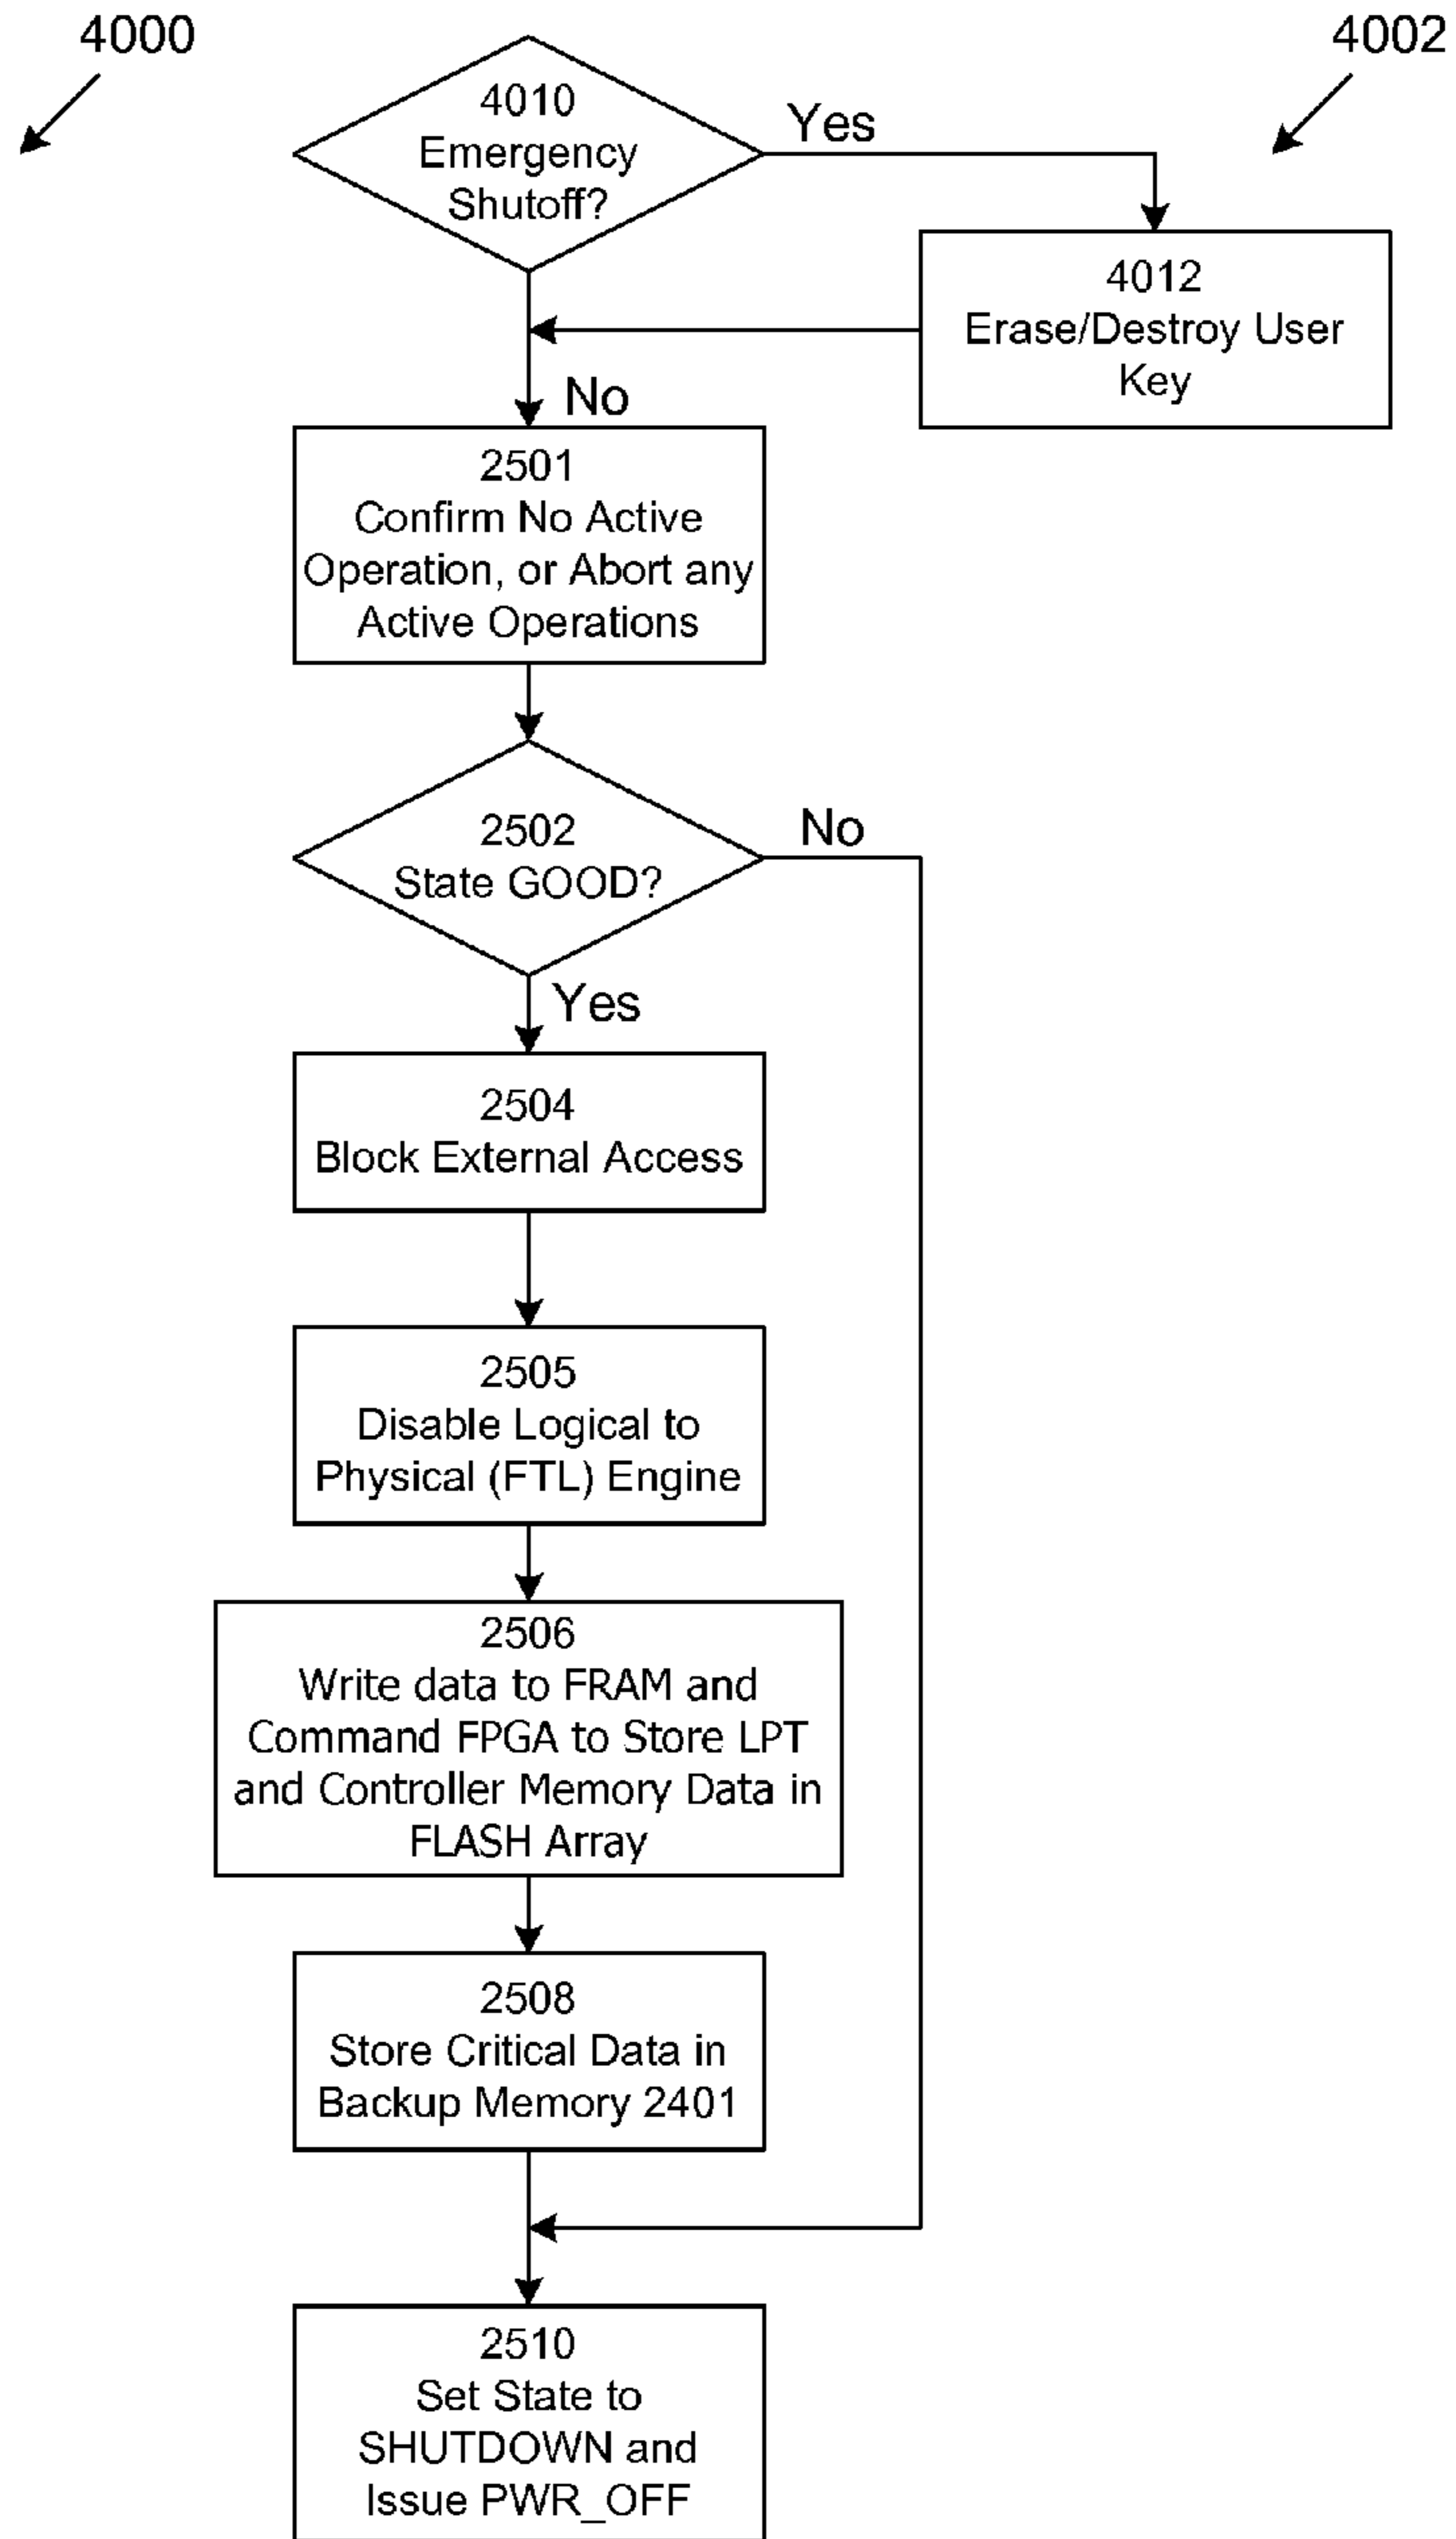 4000
4002
4010
Emergency
Shutoff?
Yes
4012
Erase/Destroy User
Key
No
2501
Confirm No Active
Operation, or Abort any
Active Operations
2502
State GOOD?
No
Yes
2504
Block External Access
2505
Disable Logical to
Physical (FTL) Engine
2506
Write data to FRAM and
Command FPGA to Store LPT
and Controller Memory Data in
FLASH Array
2508
Store Critical Data in
Backup Memory 2401
2510
Set State to
SHUTDOWN and
Issue PWR_OFF